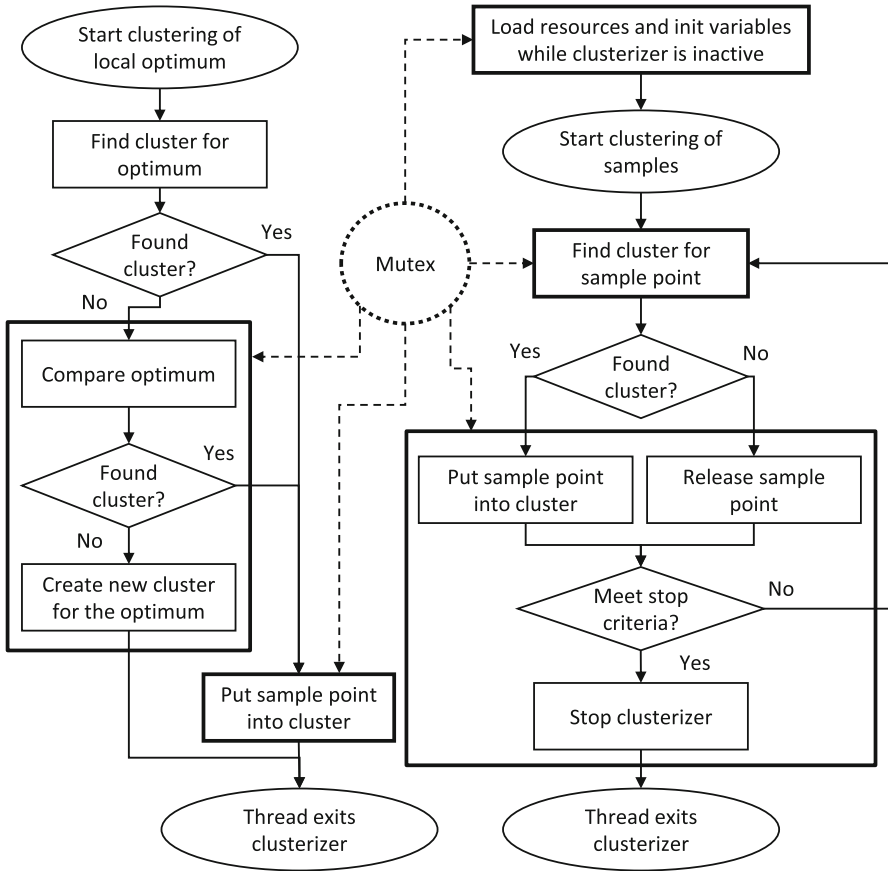 Start clustering of
local optimum
Find cluster for
optimum
Found
cluster?
Yes
No
Compare optimum
Found
cluster?
Yes
No
Create new cluster
for the optimum
Put sample point
into cluster
Thread exits
clusterizer
Mutex
Load resources and init variables
while clusterizer is inactive
Start clustering of
samples
Find cluster for
sample point
Found
cluster?
Yes
No
Put sample point
into cluster
Release sample
point
Meet stop
criteria?
No
Yes
Stop clusterizer
Thread exits
clusterizer